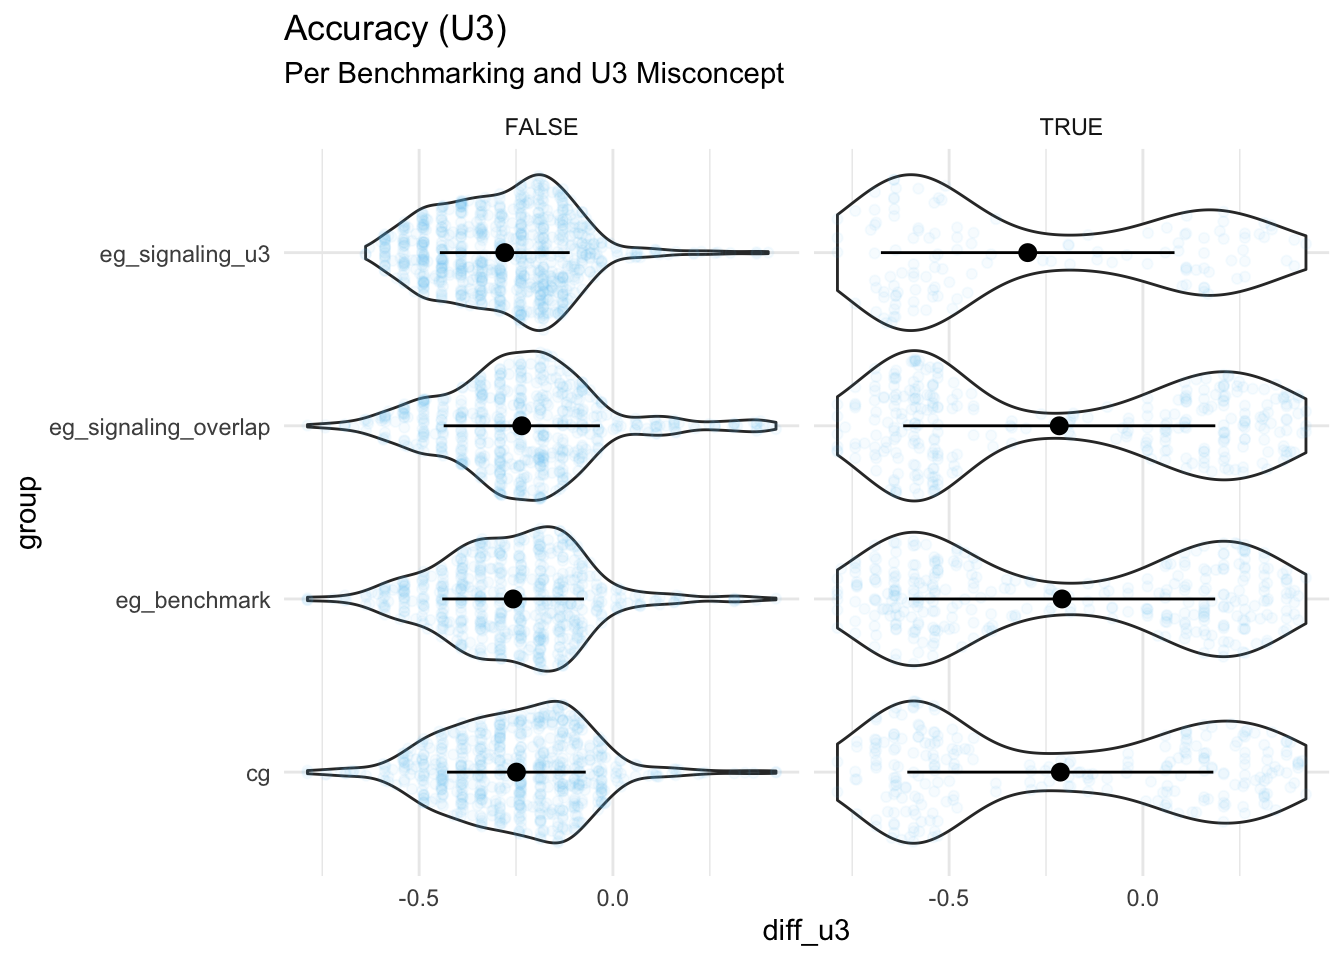 Accuracy (U3)
Per Benchmarking and U3 Misconcept
FALSE
TRUE
eg_signaling_u3
eg_signaling_overlap
eg_benchmark
cg
group
-0.5
0.0
-0.5
0.0
diff_u3